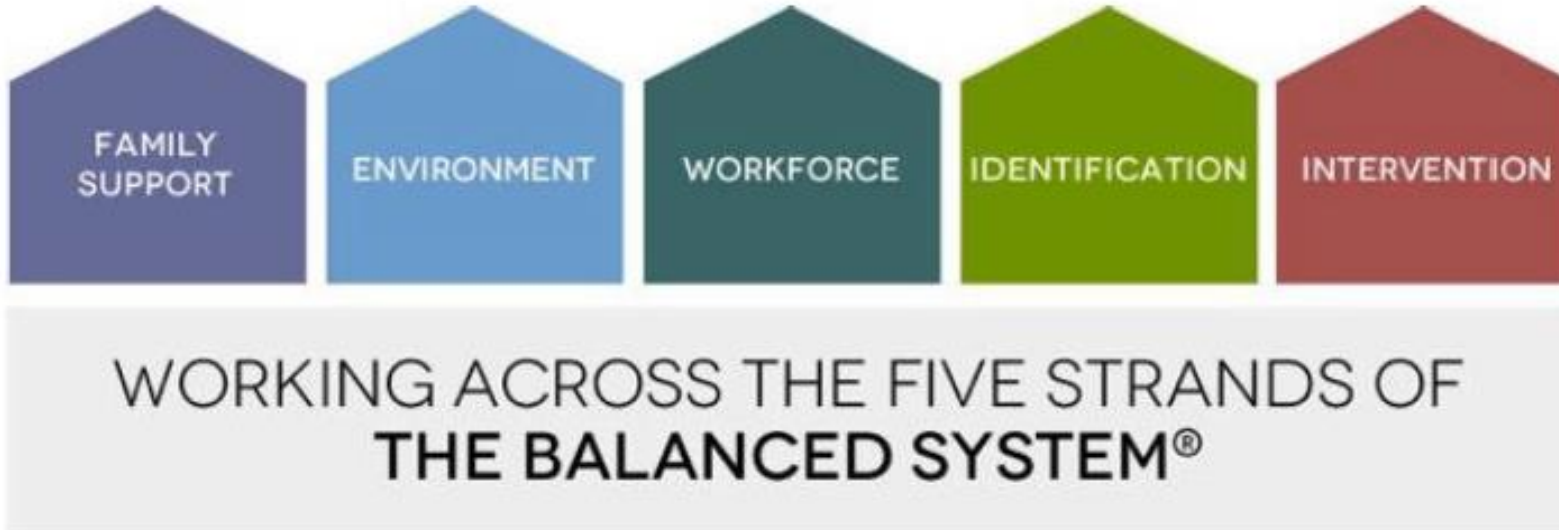 FAMILY
SUPPORT
ENVIRONMENT
WORKFORCE
IDENTIFICATION
INTERVENTION
WORKING ACROSS THE FIVE STRANDS OF
THE BALANCED SYSTEM®